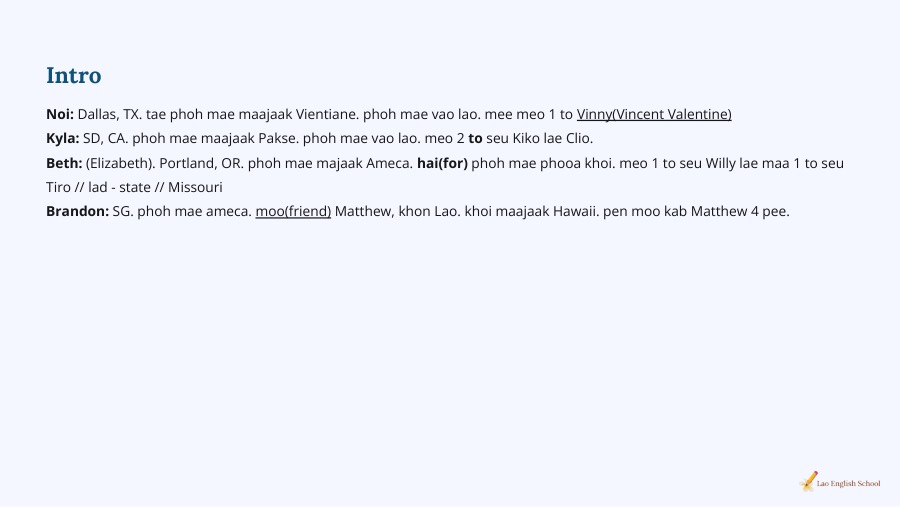 Intro
Noi: Dallas, TX. tae phoh mae maajaak Vientiane. phoh mae vao lao. mee meo 1 to Vinny(Vincent Valentine)
Kyla: SD, CA. phoh mae maajaak Pakse. phoh mae vao lao. meo 2 to seu Kiko lae Clio.
Beth: (Elizabeth). Portland, OR. phoh mae majaak Ameca. hai(for) phoh mae phooa khoi. meo 1 to seu Willy lae maa 1 to seu
Tiro // lad - state // Missouri
Brandon: SG. phoh mae ameca. moo(friend) Matthew, khon Lao. khoi maajaak Hawaii. pen moo kab Matthew 4 pee.
Lao English School